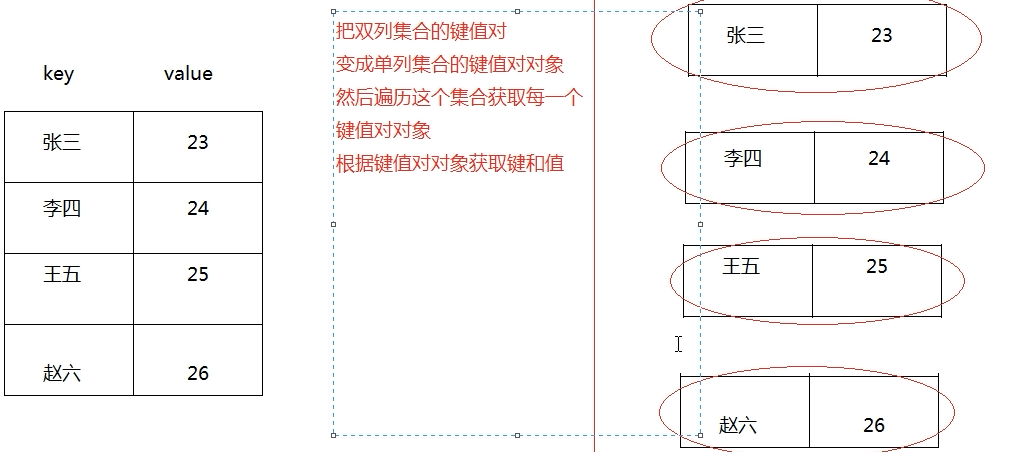 key value
张三 23
李四 24
王五 25
赵六 26
把双列集合的键值对
变成单列集合的键值对对象
然后遍历这个集合获取每一个
键值对对象
根据键值对对象获取键和值
张三 23
李四 24
王五 25
赵六 26